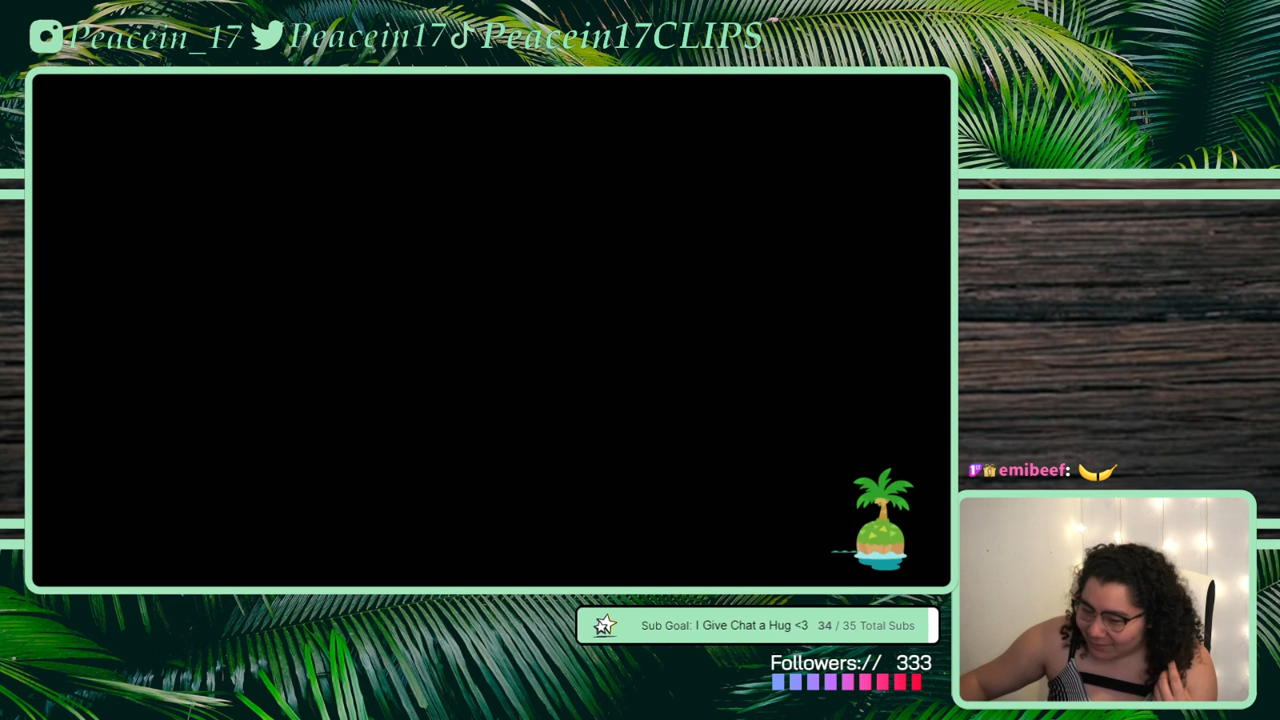 Peacein_17 Peacein17 Peacein17CLIPS
emibeef:
Sub Goal: I Give Chat a Hug <3 34 / 35 Total Subs
Followers:// 333